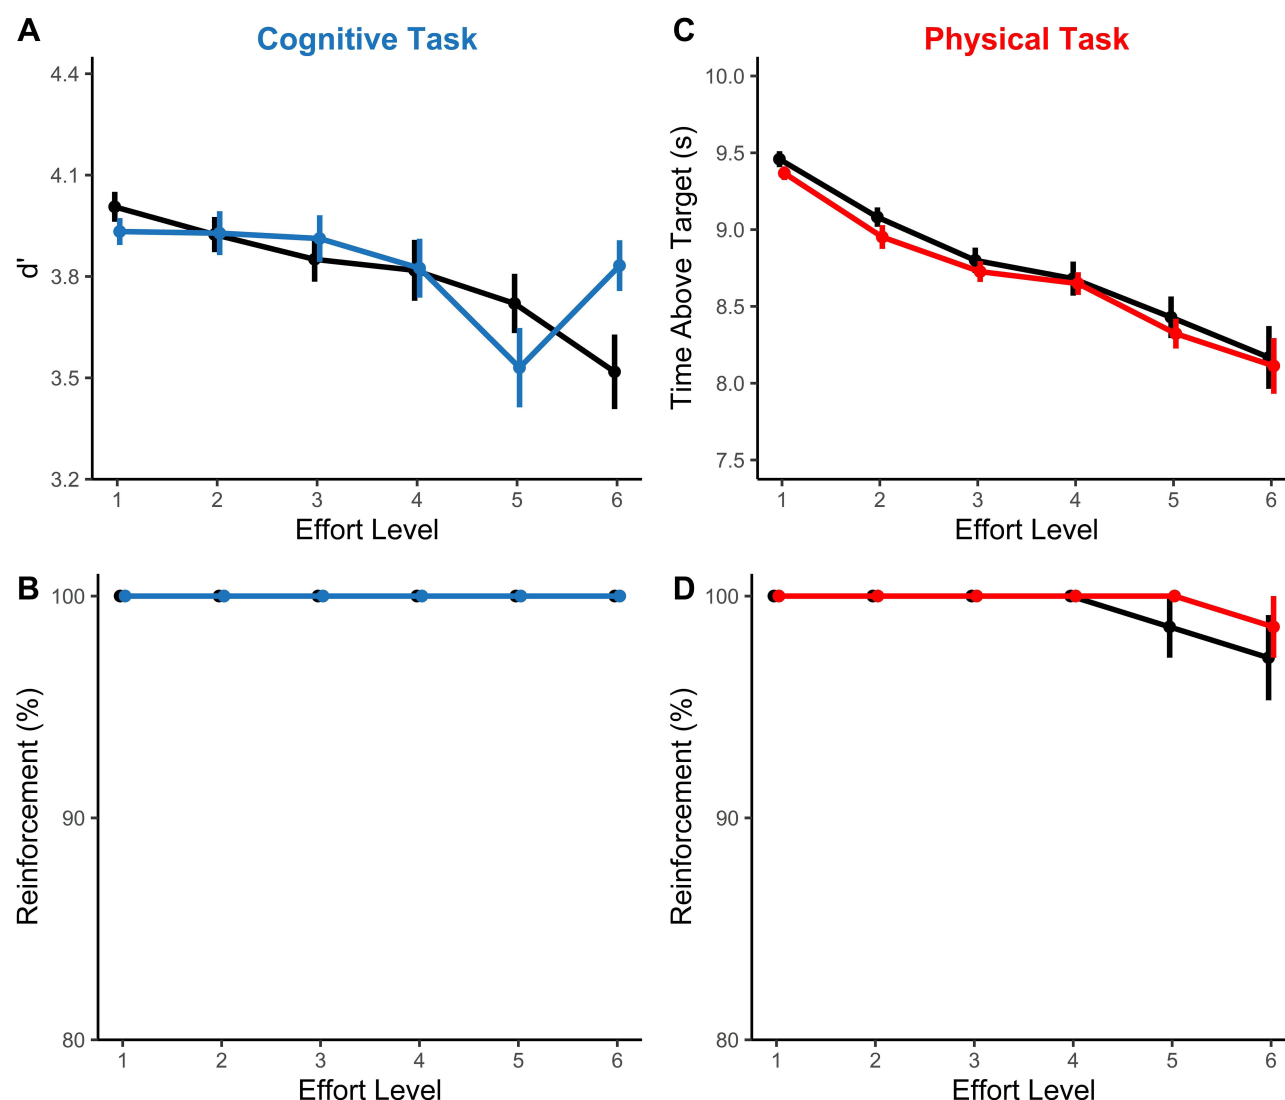 A
Cognitive Task
d'
4.4
4.1
3.8
3.5
3.2
1 2 3 4 5 6
Effort Level
C
Physical Task
Time Above Target (s)
10.0
9.5
9.0
8.5
8.0
7.5
1 2 3 4 5 6
Effort Level
B
Reinforcement (%)
100
90
80
1 2 3 4 5 6
Effort Level
D
Reinforcement (%)
100
90
80
1 2 3 4 5 6
Effort Level